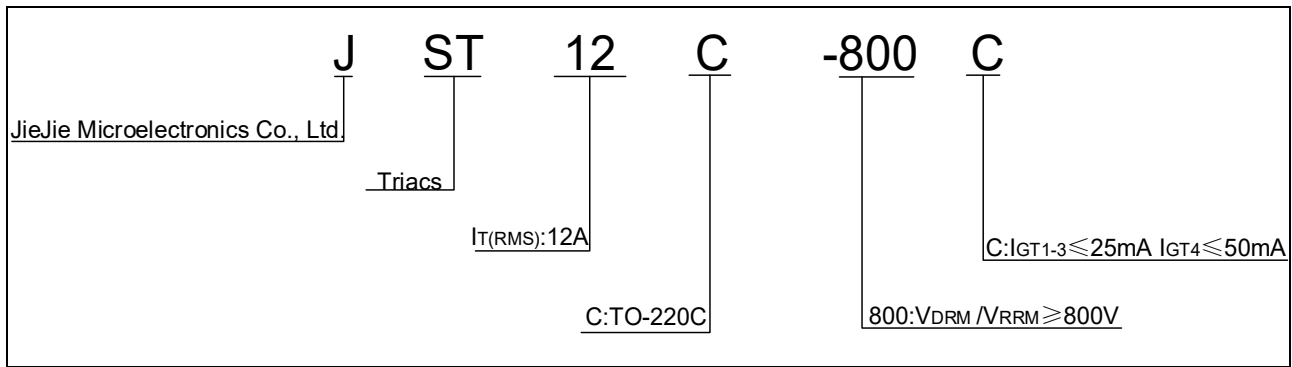 J ST 12 C -800 C
JieJie Microelectronics Co., Ltd.
Triacs
IT(RMS):12A
C:IGT1-3≤25mA IGT4≤50mA
C:TO-220C
800:VDRM /VRRM≥800V